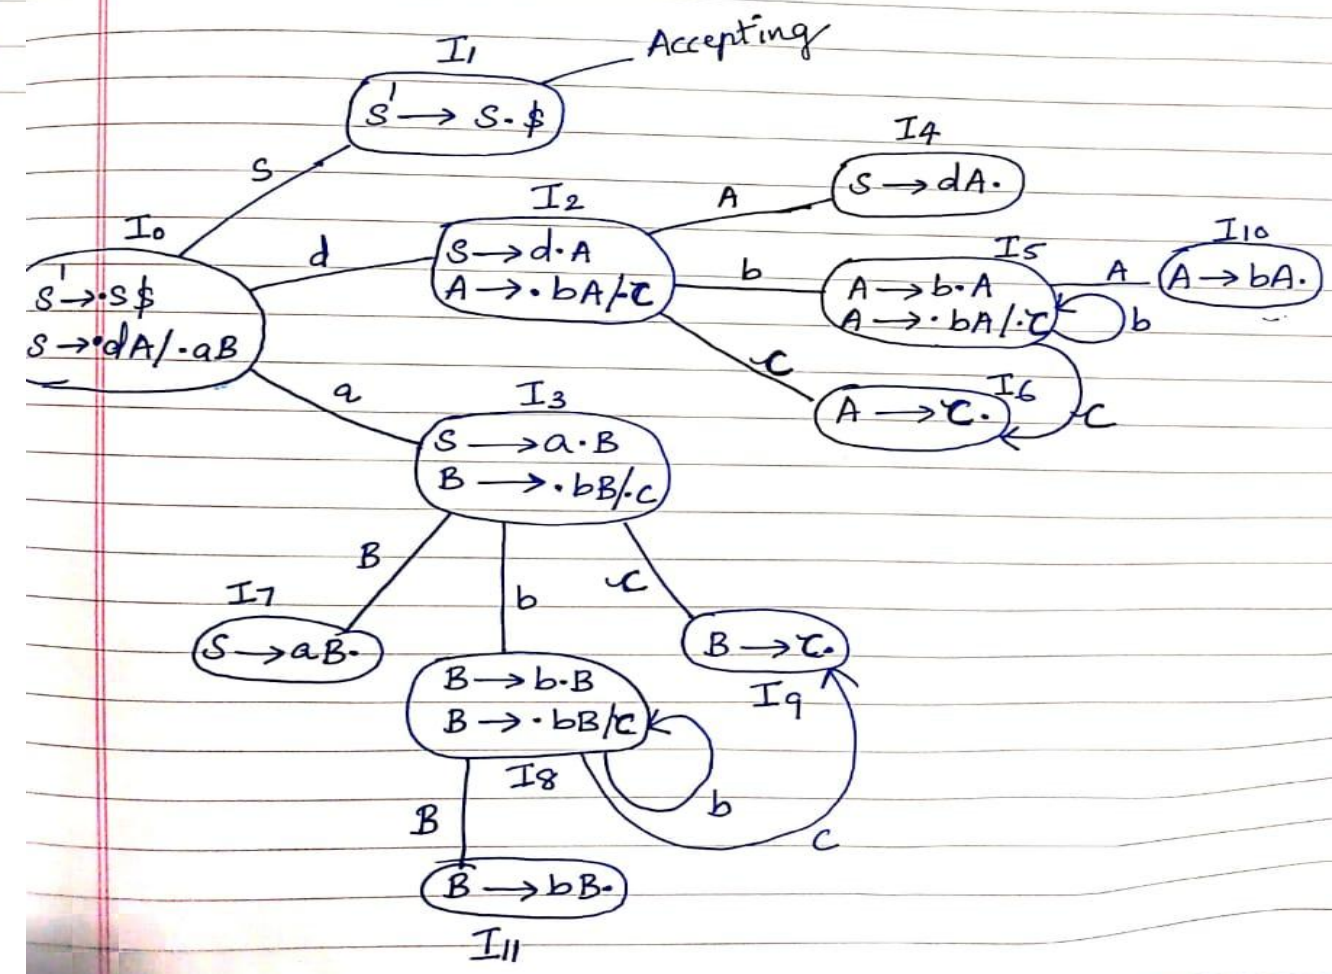 I1
Accepting
S' → S.$
I4
S → dA.
S
A
I2
I0
d
S → d.A
A → .bA/.c
b
I5
A → b.A
A → .bA/.c
b
A
I10
A → bA.
S' → .S$
S → .dA/.aB
a
c
I6
A → c.
c
I3
S → a.B
B → .bB/.c
B
b
c
I7
S → aB.
B → c.
I9
B → b.B
B → .bB/c
I8
b
c
B
B → bB.
I11